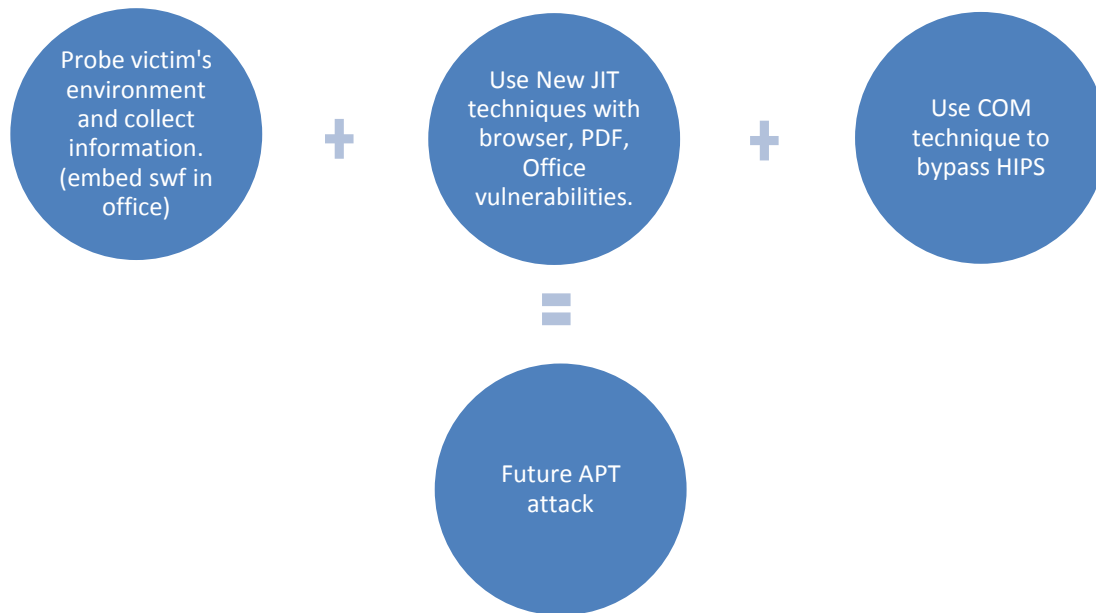 Probe victim's
environment
and collect
information.
(embed swf in
office)
+
Use New JIT
techniques with
browser, PDF,
Office
vulnerabilities.
+
Use COM
technique to
bypass HIPS
=
Future APT
attack